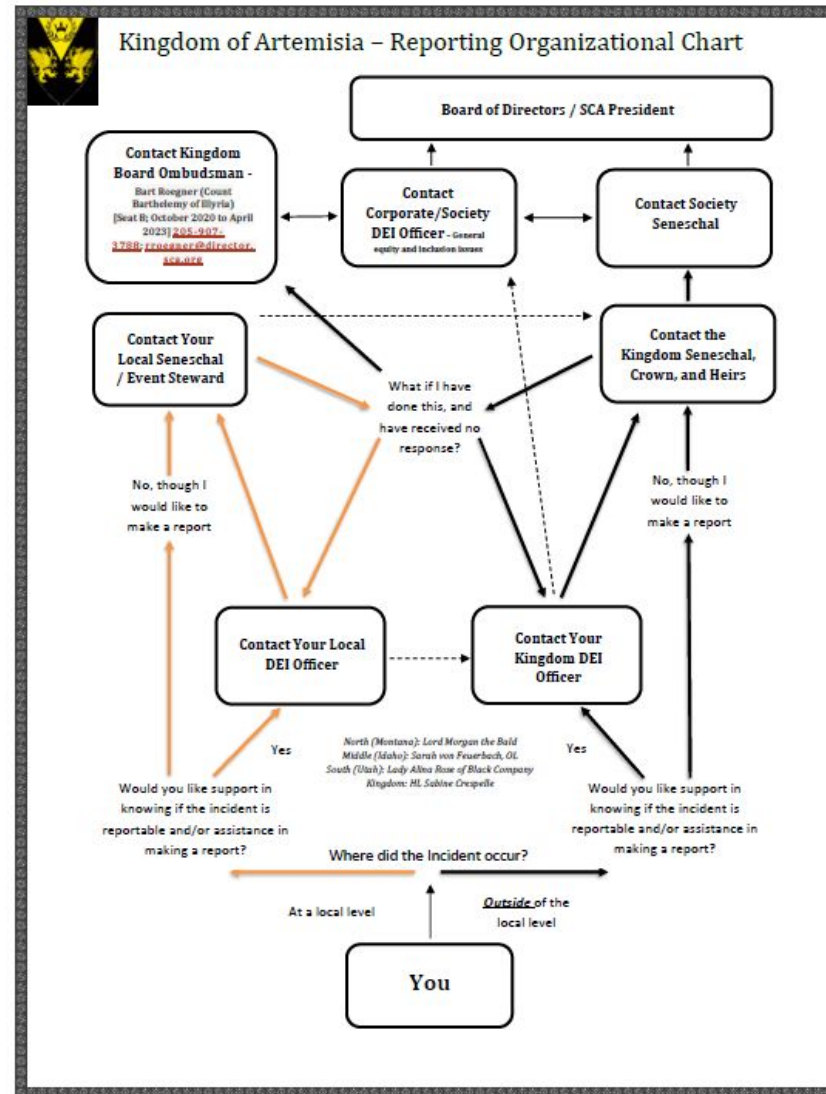 Kingdom of Artemisia – Reporting Organizational Chart
Board of Directors / SCA President
Contact Kingdom
Board Ombudsman -
Bart Roegner (Count
Barthelemy of Illyria)
[Seat B; October 2020 to April
2023] 205-907-
3788; rroegner@director.
sca.org
Contact
Corporate/Society
DEI Officer - General
equity and inclusion issues
Contact Society
Seneschal
Contact Your
Local Seneschal
/ Event Steward
Contact the
Kingdom Seneschal,
Crown, and Heirs
What if I have
done this, and
have received no
response?
No, though I
would like to
make a report
No, though I
would like to
make a report
Contact Your Local
DEI Officer
Contact Your
Kingdom DEI
Officer
Yes
North (Montana): Lord Morgan the Bald
Middle (Idaho): Sarah von Feuerbach, OL
South (Utah): Lady Alina Rose of Black Company
Kingdom: HL Sabine Crespelle
Yes
Would you like support in
knowing if the incident is
reportable and/or assistance in
making a report?
Would you like support in
knowing if the incident is
reportable and/or assistance in
making a report?
Where did the Incident occur?
At a local level
Outside of the
local level
You